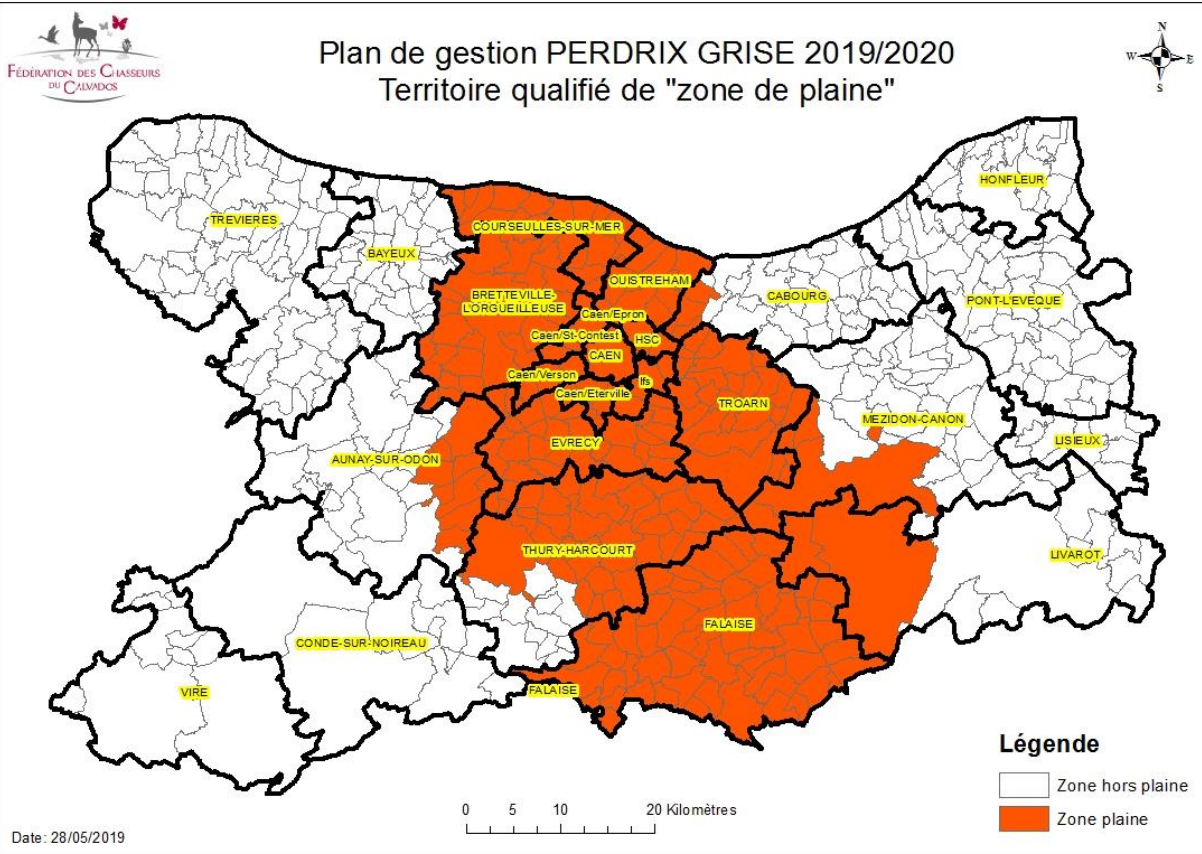 FÉDÉRATION DES CHASSEURS
DU CALVADOS
Plan de gestion PERDRIX GRISE 2019/2020
Territoire qualifié de "zone de plaine"
N
W
E
S
HONFLEUR
TREVIERES
COURSEULLES-SUR-MER
BAYEUX
OUISTREHAM
BRETTEVILLE-
L'ORGUEILLEUSE
CABOURG
PONT-L'EVEQUE
Caen/Epron
Caen/St-Contest
HSC
CAEN
Caen/Verson
Ifs
Caen/Eterville
TROARN
MEZIDON-CANON
EVRECY
LISIEUX
AUNAY-SUR-ODON
THURY-HARCOURT
LIVAROT
FALAISE
CONDE-SUR-NOIREAU
VIRE
FALAISE
Légende
Zone hors plaine
Zone plaine
0 5 10 20 Kilomètres
Date: 28/05/2019